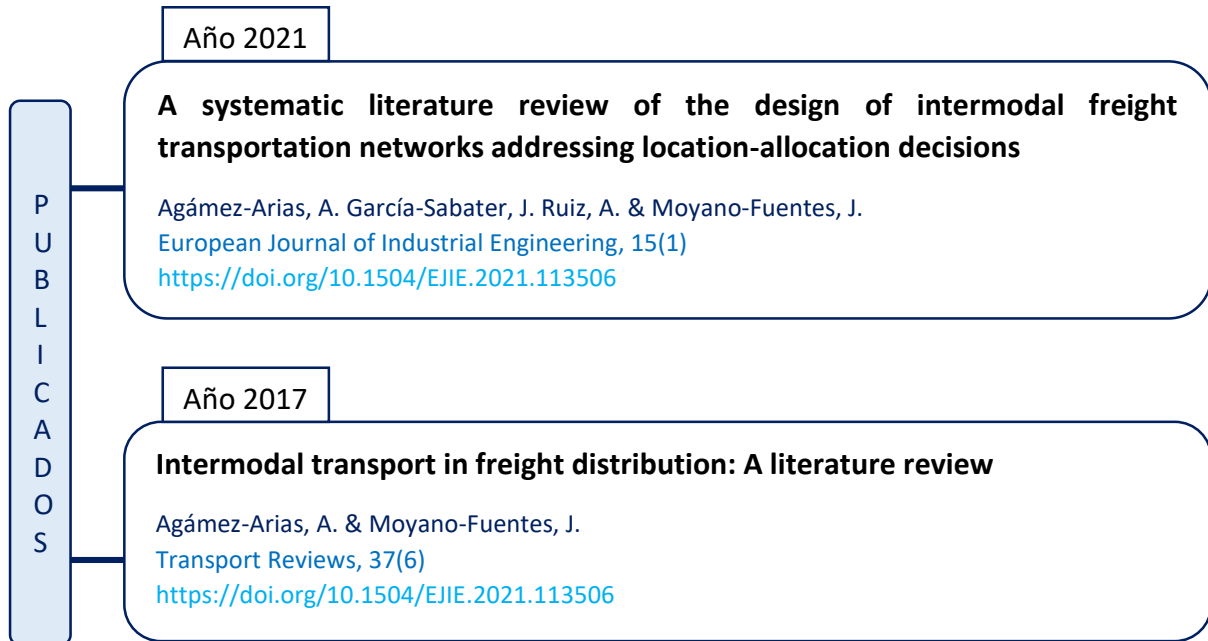 Año 2021
A systematic literature review of the design of intermodal freight
transportation networks addressing location-allocation decisions
Agámez-Arias, A. García-Sabater, J. Ruiz, A. & Moyano-Fuentes, J.
European Journal of Industrial Engineering, 15(1)
https://doi.org/10.1504/EJIE.2021.113506
PUBLICADOS
Año 2017
Intermodal transport in freight distribution: A literature review
Agámez-Arias, A. & Moyano-Fuentes, J.
Transport Reviews, 37(6)
https://doi.org/10.1504/EJIE.2021.113506